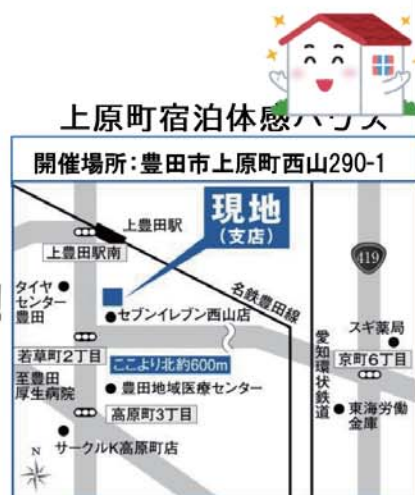 上原町宿泊体感ハウス
開催場所:豊田市上原町西山290-1
上豊田駅
現地
(支店)
上豊田駅南
419
名鉄豊田線
タイヤ
センター
豊田
セブンイレブン西山店
スギ薬局
若草町2丁目
ここより北約600m
愛知環状鉄道
京町6丁目
至豊田
厚生病院
豊田地域医療センター
高原町3丁目
東海労働
金庫
N
サークルK高原町店